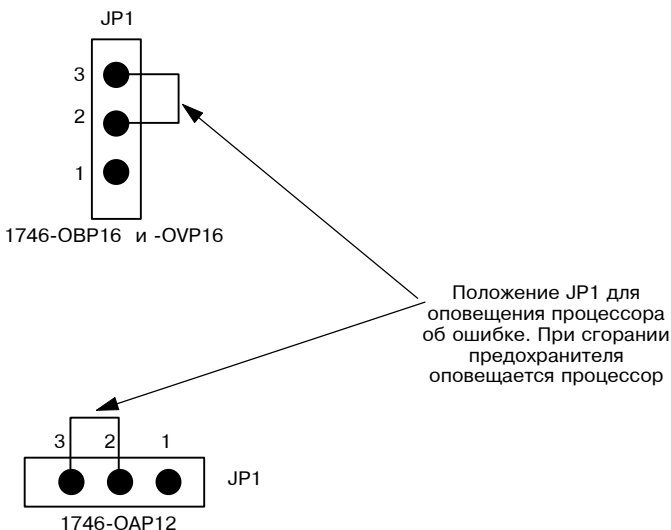 JP1
3
2
1
1746-OBP16 и -OVP16
Положение JP1 для
оповещения процессора
об ошибке. При сгорании
предохранителя
оповещается процессор
3 2 1
JP1
1746-OAP12